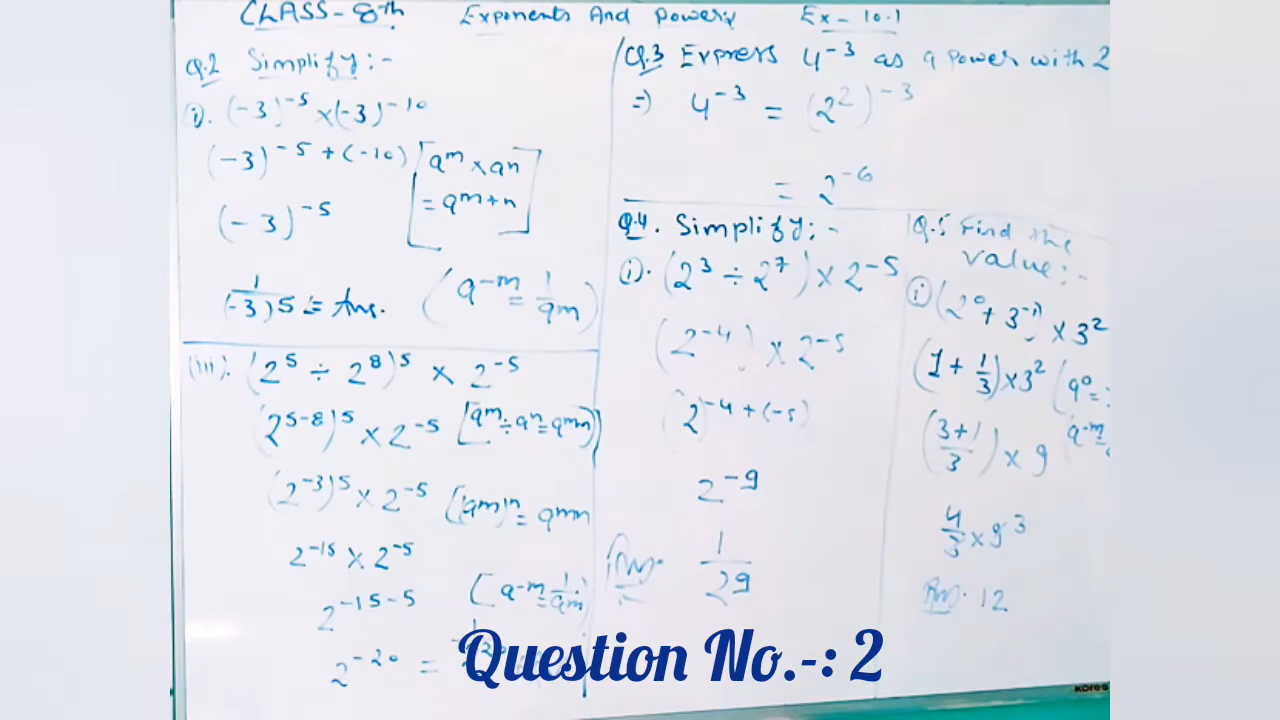 CLASS-8th Exponents And Powers Ex-10.1
Q.2 Simplify:-
i). (-3)^-5 × (-3)^-10
(-3)^-5+(-10) [a^m × a^n
= a^m+n]
(-3)^-5
1/(-3)5 = Ans. (a^-m = 1/a^m)
(iii). (2^5 ÷ 2^8)^5 × 2^-5
(2^5-8)^5 × 2^-5 [a^m ÷ a^n = a^mn]
(2^-3)^5 × 2^-5 [(a^m)^n = a^mn
2^-15 × 2^-5
2^-15-5 [a^-m = 1/a^m]
2^-20 =
Q.3 Express 4^-3 as a power with 2
=) 4^-3 = (2^2)^-3
= 2^-6
Q.4. Simplify:-
i). (2^3 ÷ 2^7) × 2^-5
(2^-4) × 2^-5
(2)^-4+(-5)
2^-9
Ans. 1/29
Q.5 Find the
value:-
i (2^0 + 3^-1) × 3^2
(1 + 1/3) × 3^2 (a^0 =
(3+1/3) × 9 a^-m =
4/3 × 9 3
Ans. 12
Question No.-: 2
kores